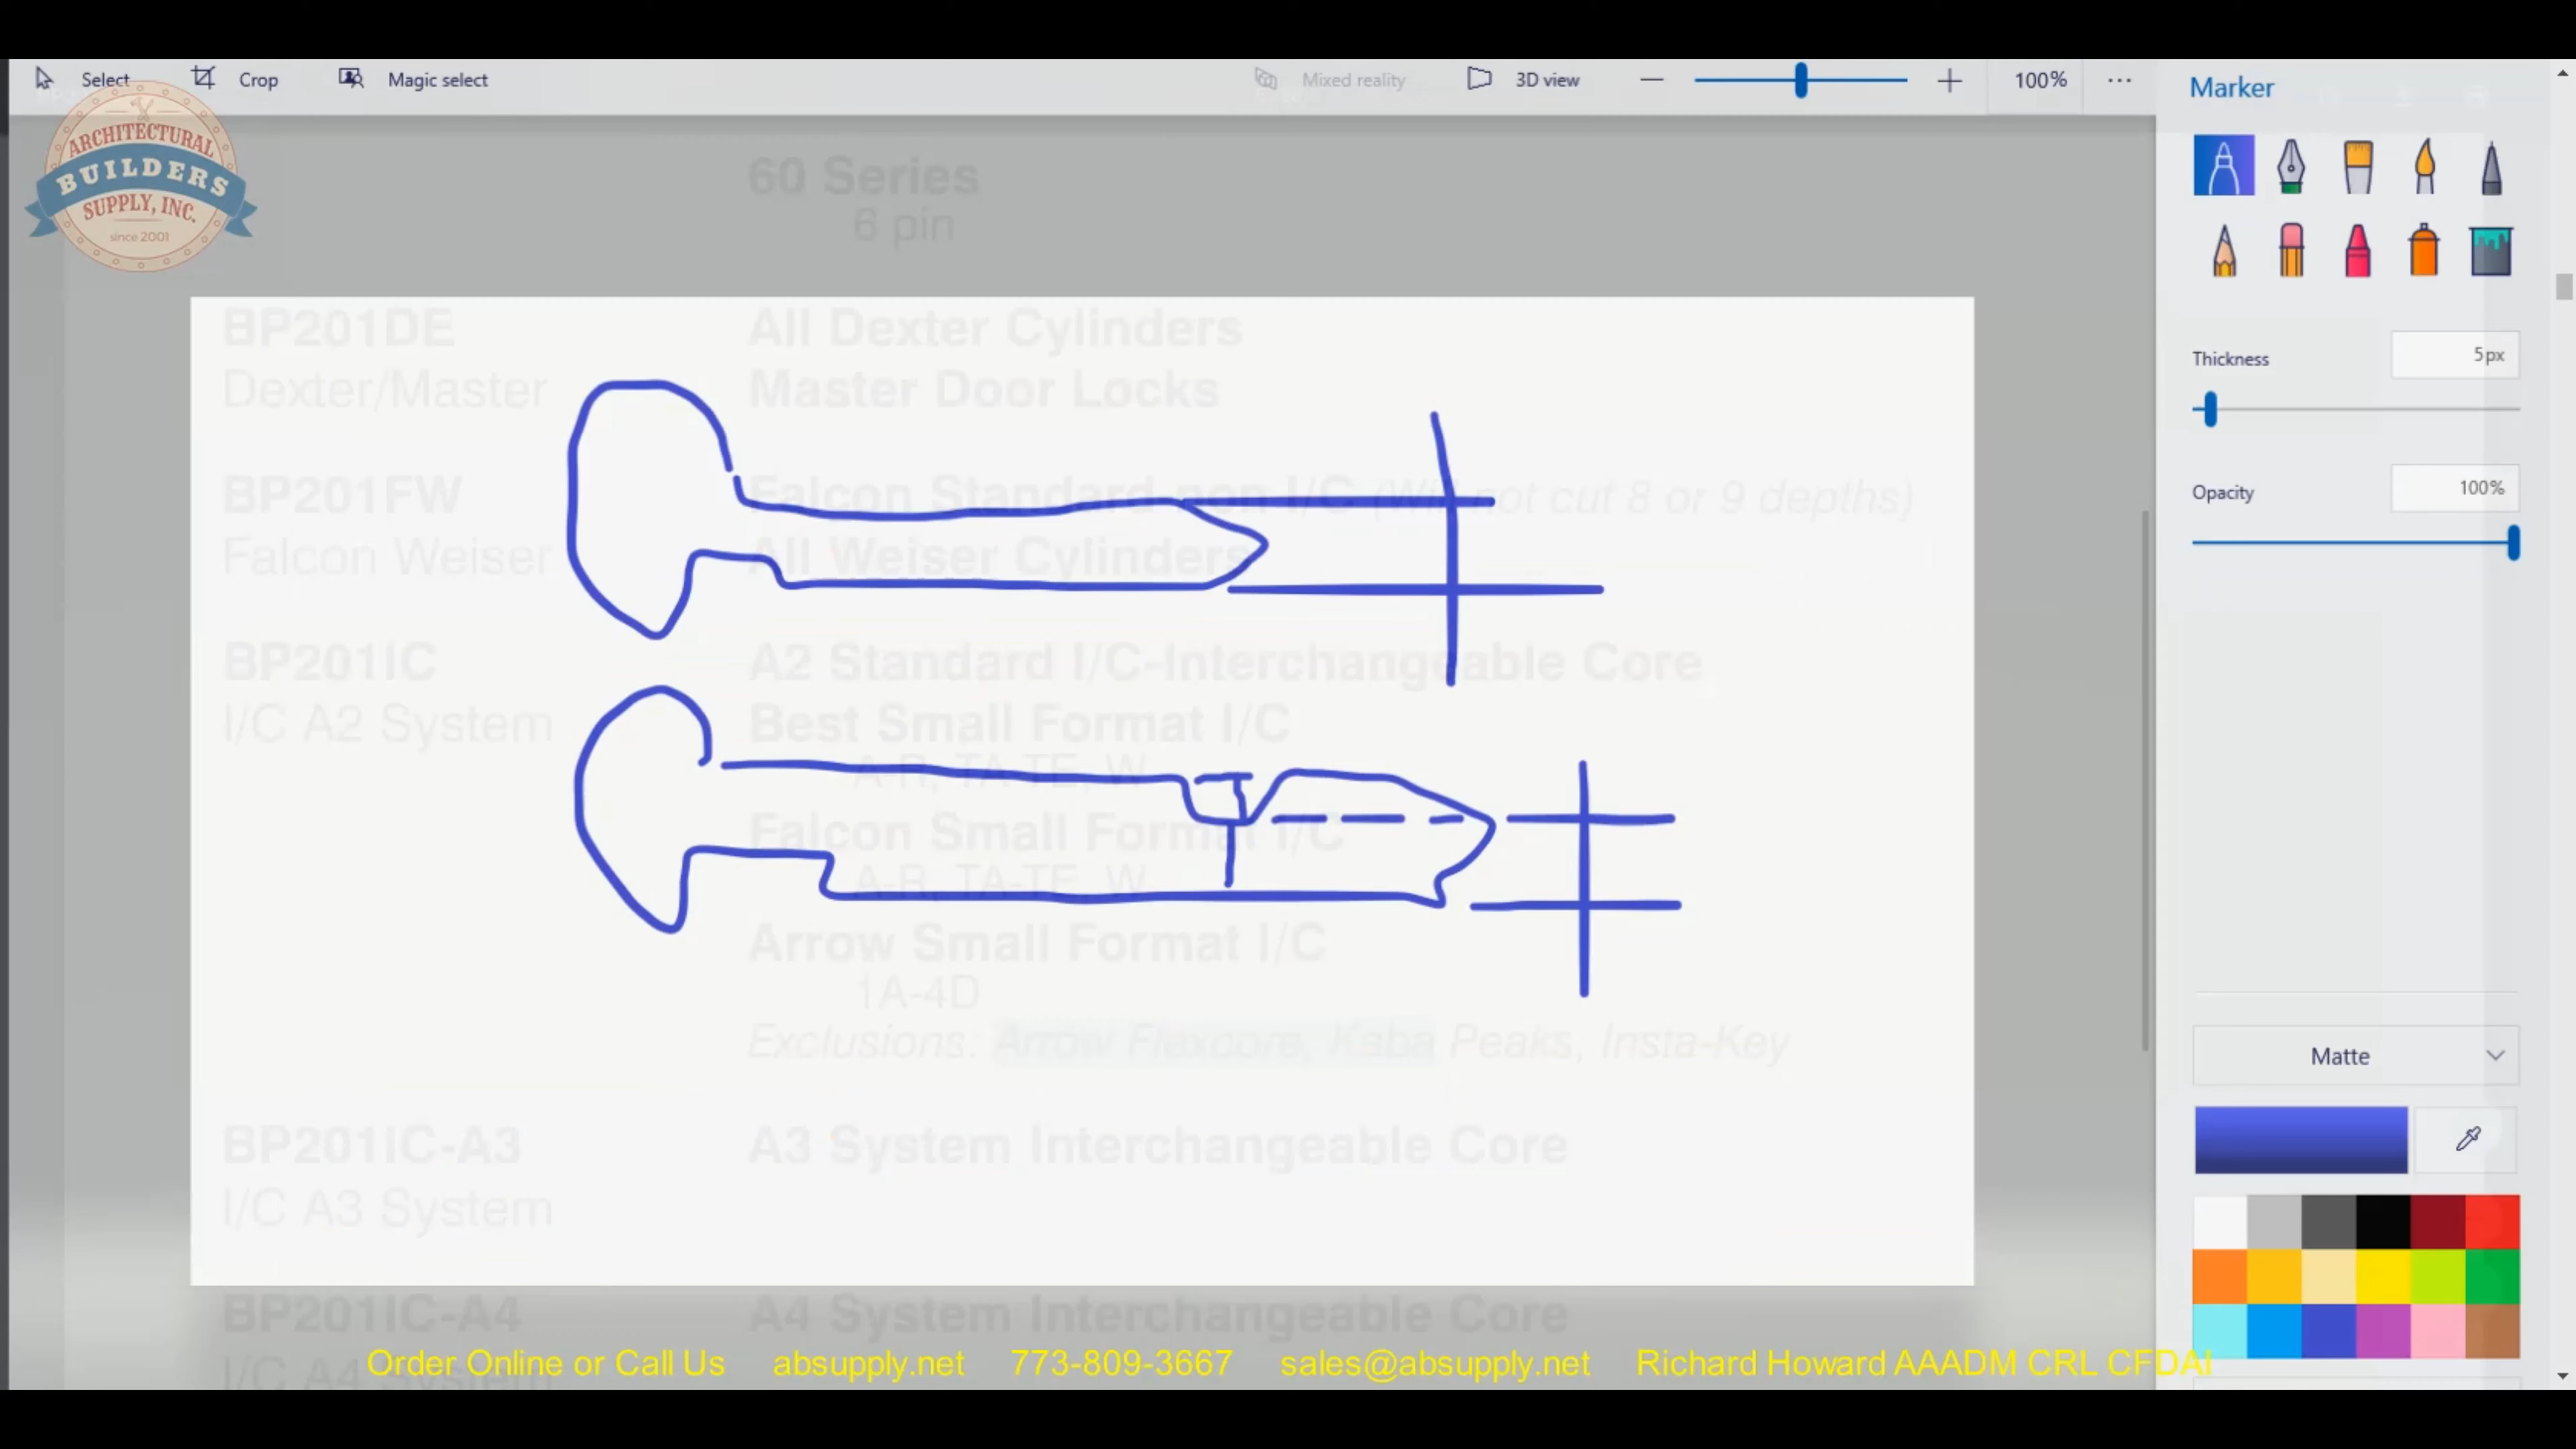 Select Crop Magic select Mixed reality 3D view 100% ... Marker
ARCHITECTURAL
BUILDERS
SUPPLY, INC.
since 2001
60 Series
6 pin
Thickness 5px
Opacity 100%
BP201DE All Dexter Cylinders
Dexter/Master Master Door Locks
BP201FW Falcon Standard non I/C (Will not cut 8 or 9 depths)
Falcon Weiser All Weiser Cylinders
BP201IC A2 Standard I/C-Interchangeable Core
I/C A2 System Best Small Format I/C
A-R, TA-TE, W
Falcon Small Format I/C
A-R, TA-TE, W
Arrow Small Format I/C
1A-4D
Exclusions: Arrow Flexcore, Kaba Peaks, Insta-Key
Matte
BP201IC-A3 A3 System Interchangeable Core
I/C A3 System
BP201IC-A4 A4 System Interchangeable Core
I/C A4 System
Order Online or Call Us absupply.net 773-809-3667 sales@absupply.net Richard Howard AAADM CRL CFDAI